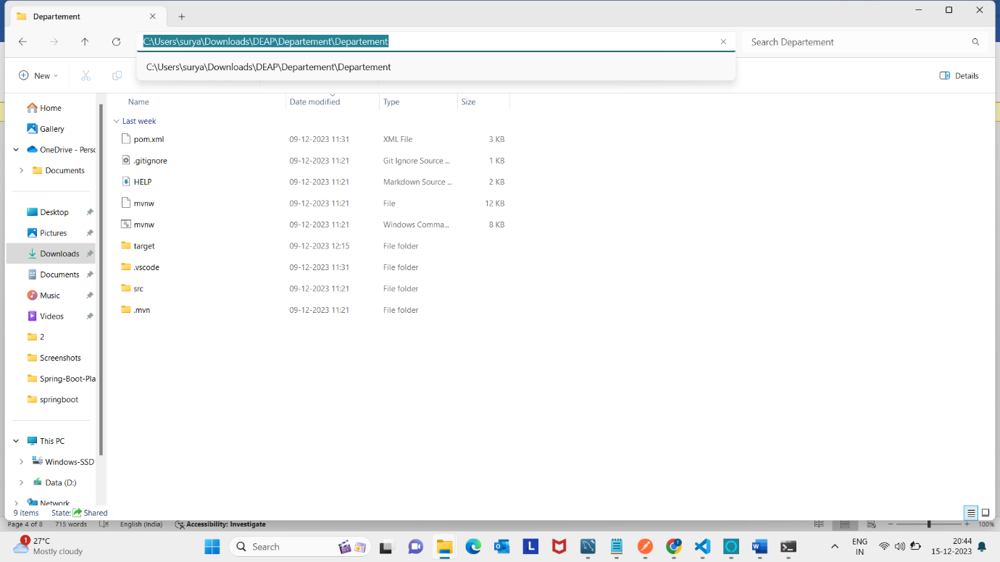 Departement
C:\Users\surya\Downloads\DEAP\Departement\Departement
Search Departement
C:\Users\surya\Downloads\DEAP\Departement\Departement
New
Details
Name Date modified Type Size
Home
Gallery
OneDrive - Perso
Documents
Desktop
Pictures
Downloads
Documents
Music
Videos
2
Screenshots
Spring-Boot-Pla
springboot
This PC
Windows-SSD
Data (D:)
Network
Last week
pom.xml 09-12-2023 11:31 XML File 3 KB
.gitignore 09-12-2023 11:21 Git Ignore Source ... 1 KB
HELP 09-12-2023 11:21 Markdown Source ... 2 KB
mvnw 09-12-2023 11:21 File 12 KB
mvnw 09-12-2023 11:21 Windows Comma... 8 KB
target 09-12-2023 12:15 File folder
.vscode 09-12-2023 11:31 File folder
src 09-12-2023 11:21 File folder
.mvn 09-12-2023 11:21 File folder
9 items State: Shared
Page 4 of 8 715 words English (India) Accessibility: Investigate 100%
1
27°C
Mostly cloudy
Search
L
1
W
ENG
IN
20:44
15-12-2023